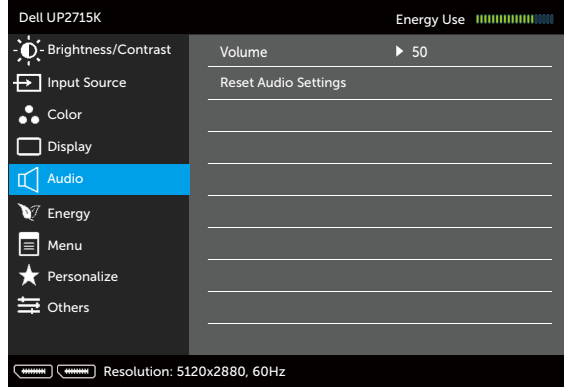 Dell UP2715K Energy Use
Brightness/Contrast Volume 50
Input Source Reset Audio Settings
Color
Display
Audio
Energy
Menu
Personalize
Others
Resolution: 5120x2880, 60Hz